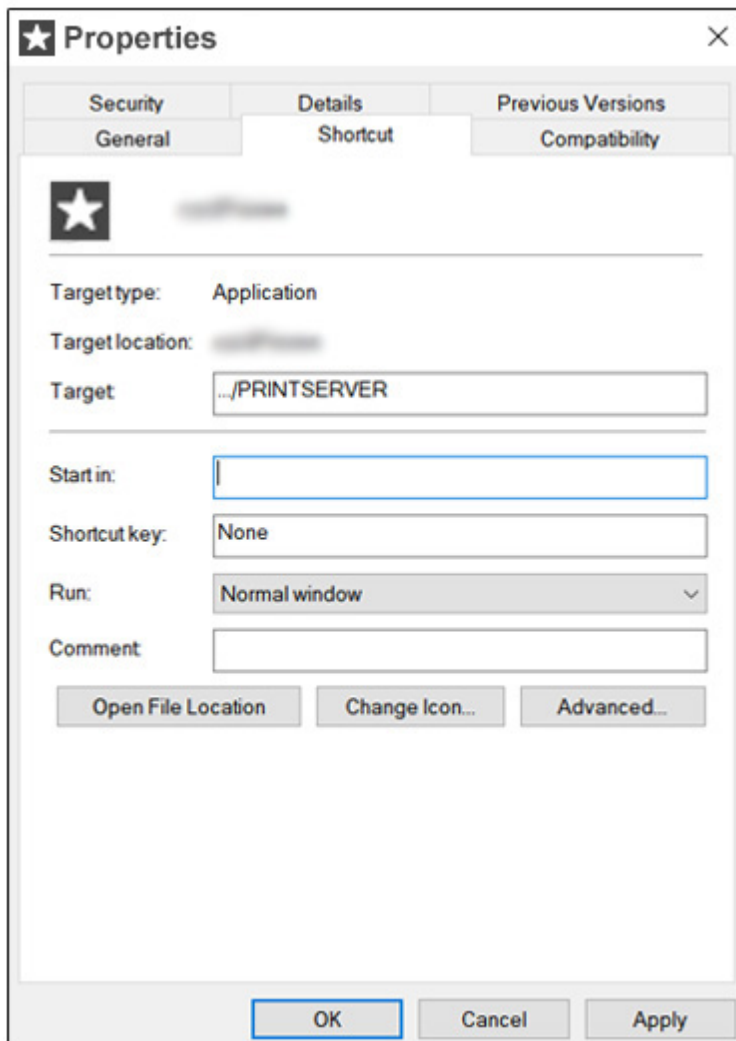 Properties
Security Details Previous Versions
General Shortcut Compatibility
Target type: Application
Target location:
Target .../PRINTSERVER
Start in:
Shortcut key: None
Run: Normal window
Comment
Open File Location Change Icon... Advanced...
OK Cancel Apply